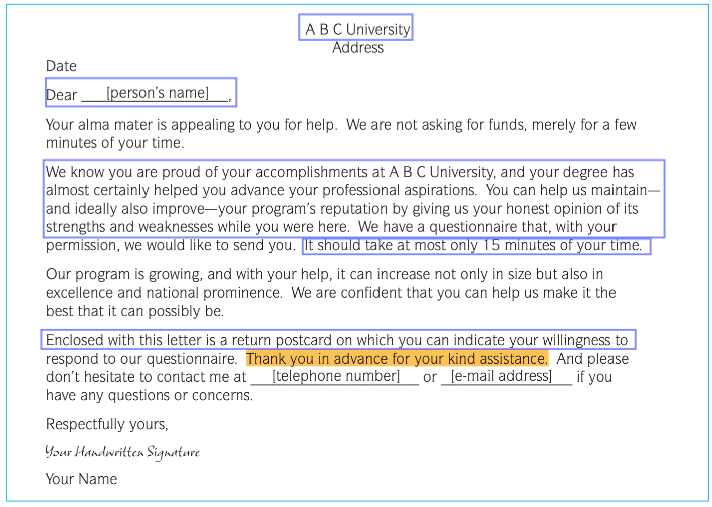 A B C University
Address
Date
Dear [person's name],
Your alma mater is appealing to you for help. We are not asking for funds, merely for a few
minutes of your time.
We know you are proud of your accomplishments at A B C University, and your degree has
almost certainly helped you advance your professional aspirations. You can help us maintain—
and ideally also improve—your program's reputation by giving us your honest opinion of its
strengths and weaknesses while you were here. We have a questionnaire that, with your
permission, we would like to send you. It should take at most only 15 minutes of your time.
Our program is growing, and with your help, it can increase not only in size but also in
excellence and national prominence. We are confident that you can help us make it the
best that it can possibly be.
Enclosed with this letter is a return postcard on which you can indicate your willingness to
respond to our questionnaire. Thank you in advance for your kind assistance. And please
don't hesitate to contact me at [telephone number] or [e-mail address] if you
have any questions or concerns.
Respectfully yours,
Your Handwritten Signature
Your Name